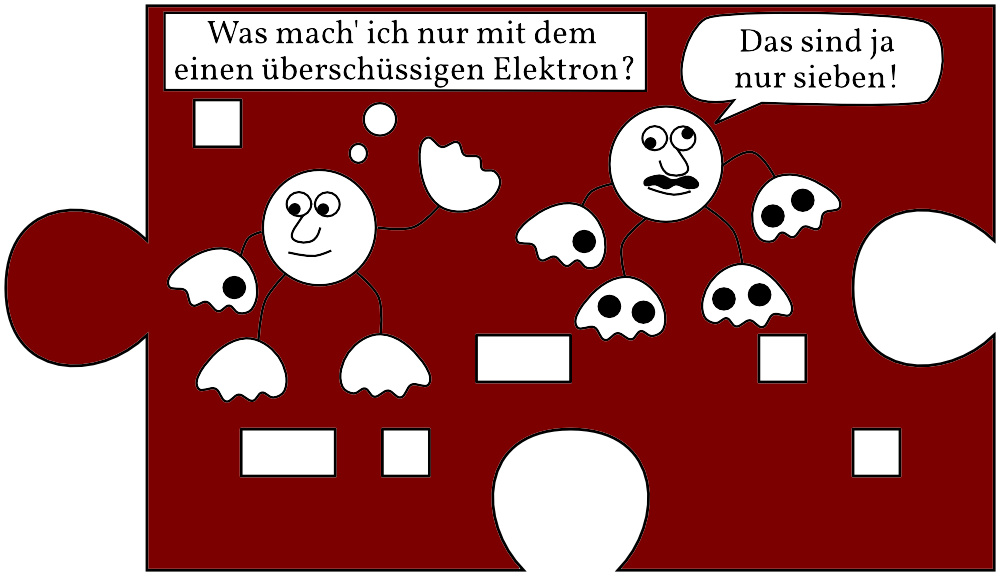 Was mach' ich nur mit dem
einen überschüssigen Elektron?
Das sind ja
nur sieben!